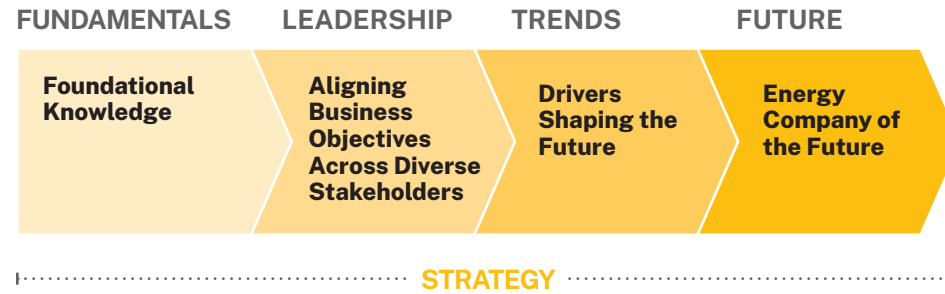 FUNDAMENTALS LEADERSHIP TRENDS FUTURE
Foundational
Knowledge
Aligning
Business
Objectives
Across Diverse
Stakeholders
Drivers
Shaping the
Future
Energy
Company of
the Future
STRATEGY